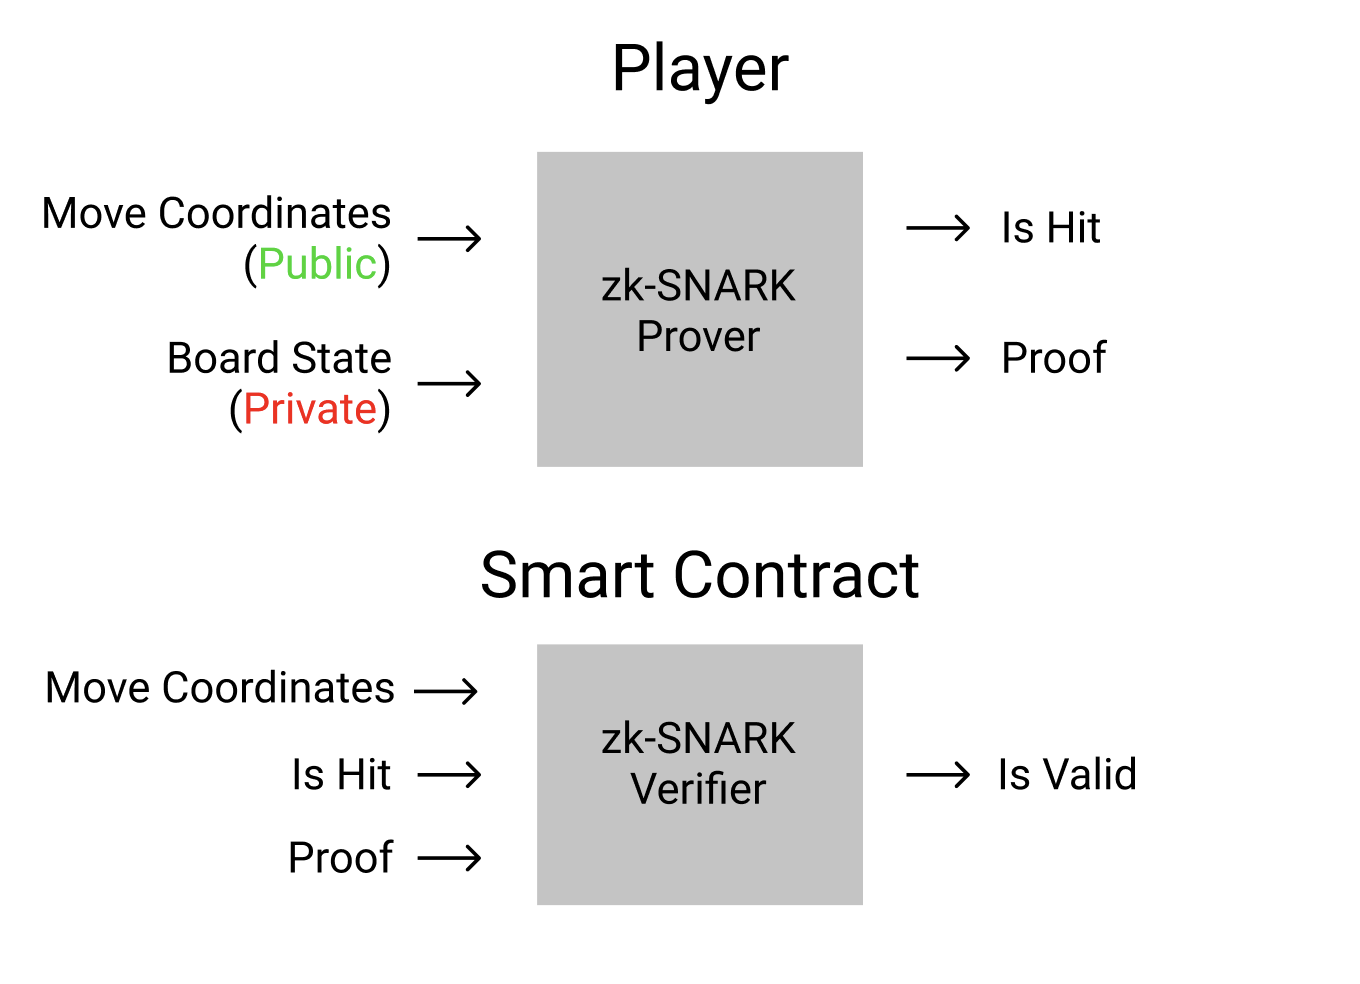 Player
Move Coordinates
(Public)
Board State
(Private)
zk-SNARK
Prover
Is Hit
Proof
Smart Contract
Move Coordinates
Is Hit
Proof
zk-SNARK
Verifier
Is Valid